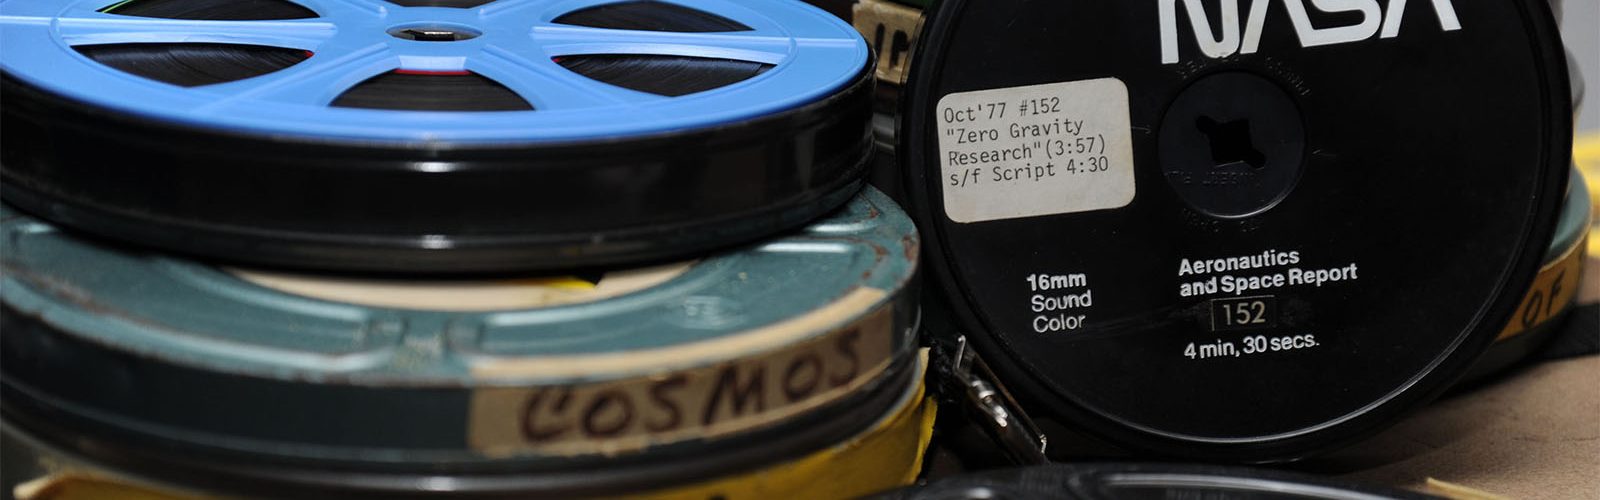 NASA
Oct'77 #152
"Zero Gravity
Research"(3:57)
s/f Script 4:30
16mm
Sound
Color
Aeronautics
and Space Report
152
4 min, 30 secs.
COSMOS
OF